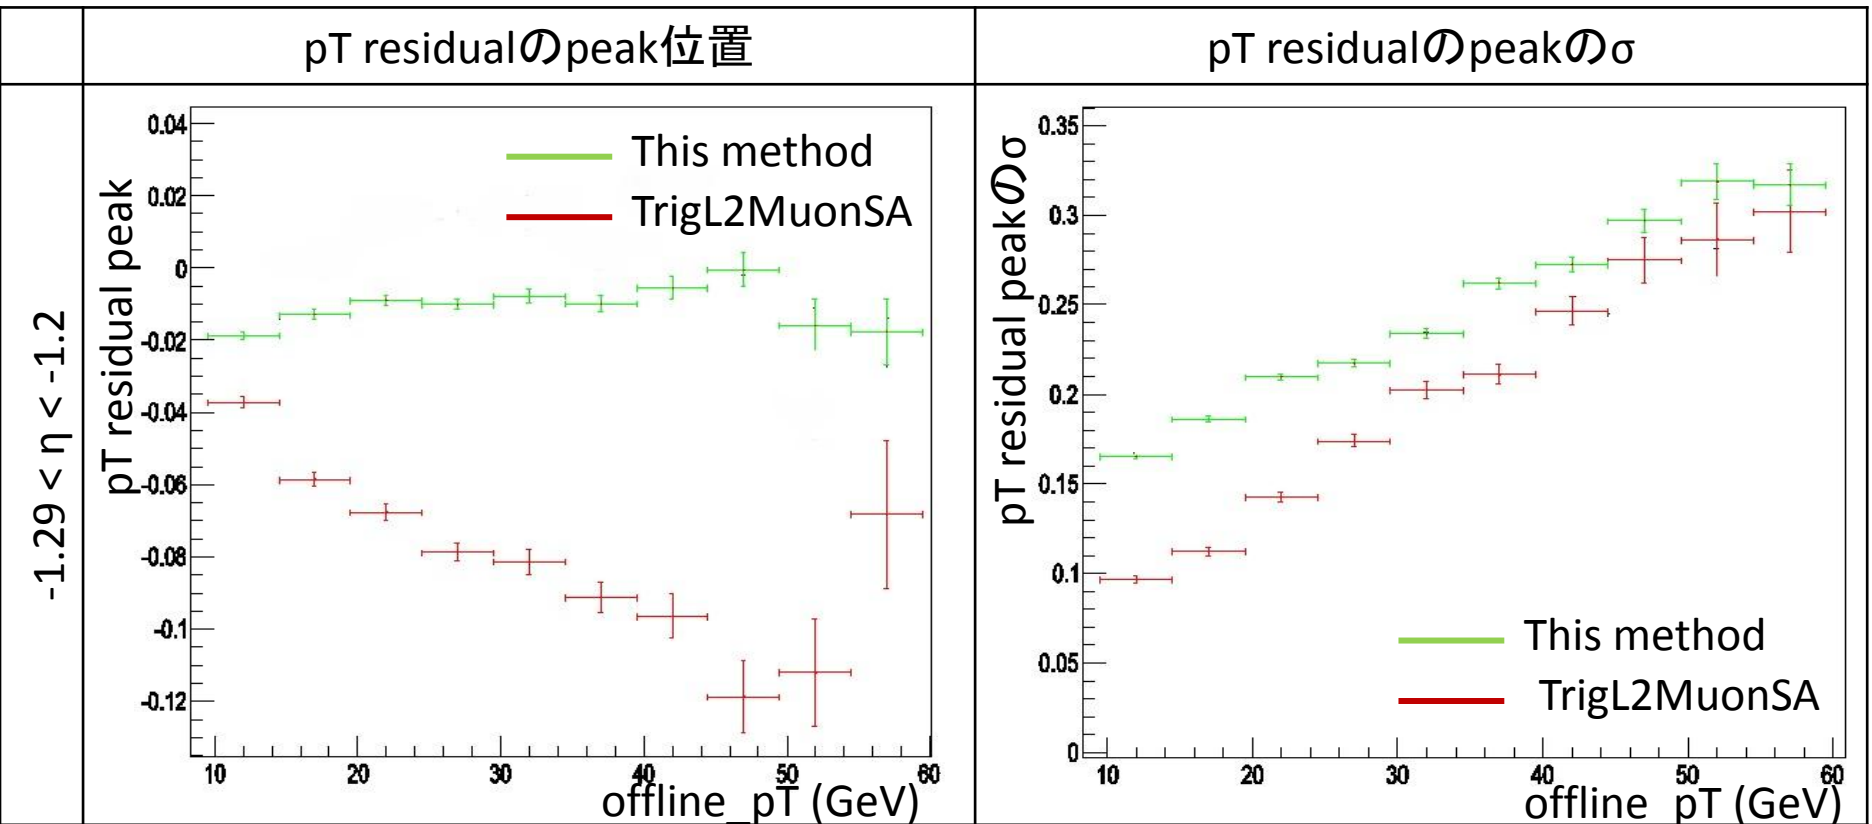 pT residualのpeak位置
pT residualのpeakのσ
-1.29 < η < -1.2
pT residual peak
0.04
0.02
0
-0.02
-0.04
-0.06
-0.08
-0.1
-0.12
This method
TrigL2MuonSA
10 20 30 40 50 60
offline_pT (GeV)
pT residual peakのσ
0.35
0.3
0.25
0.2
0.15
0.1
0.05
0
This method
TrigL2MuonSA
10 20 30 40 50 60
offline_pT (GeV)